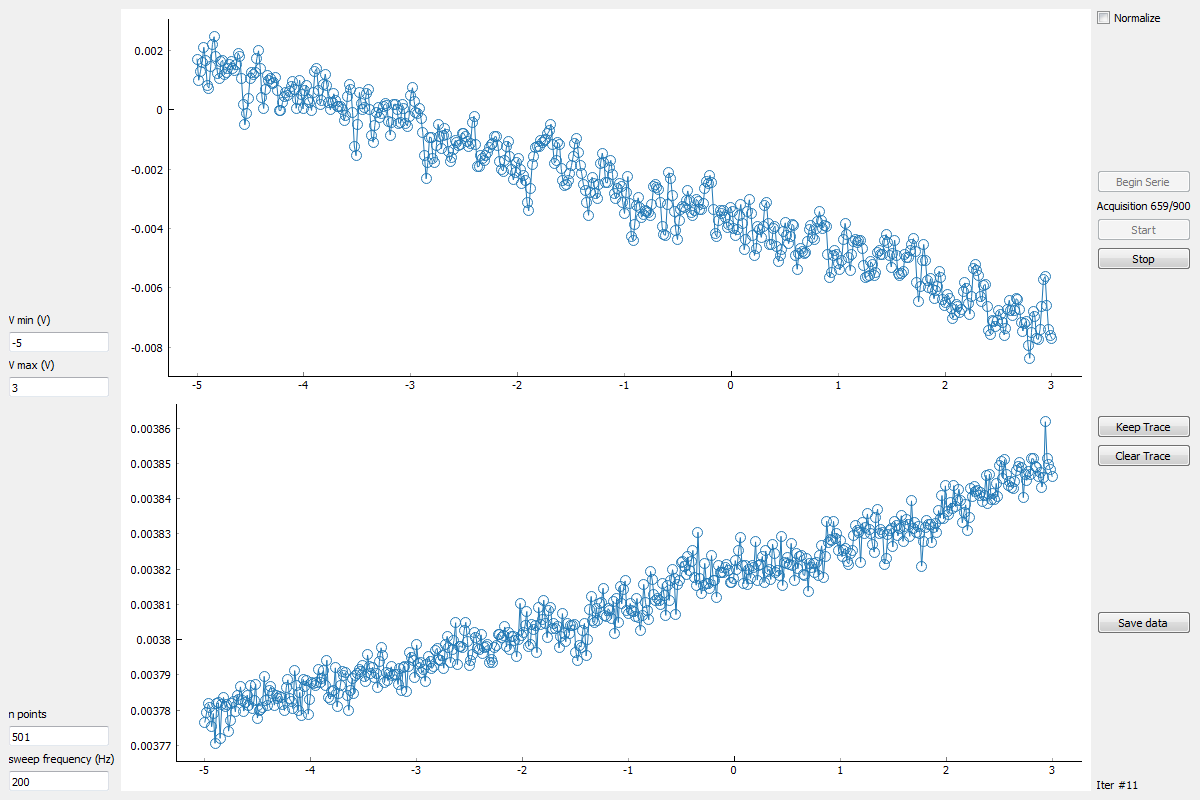 Normalize
0.002
0
-0.002
-0.004
-0.006
-0.008
-5 -4 -3 -2 -1 0 1 2 3
Begin Serie
Acquisition 659/900
Start
Stop
V min (V)
-5
V max (V)
3
0.00386
0.00385
0.00384
0.00383
0.00382
0.00381
0.0038
0.00379
0.00378
0.00377
-5 -4 -3 -2 -1 0 1 2 3
Keep Trace
Clear Trace
Save data
n points
501
sweep frequency (Hz)
200
Iter #11